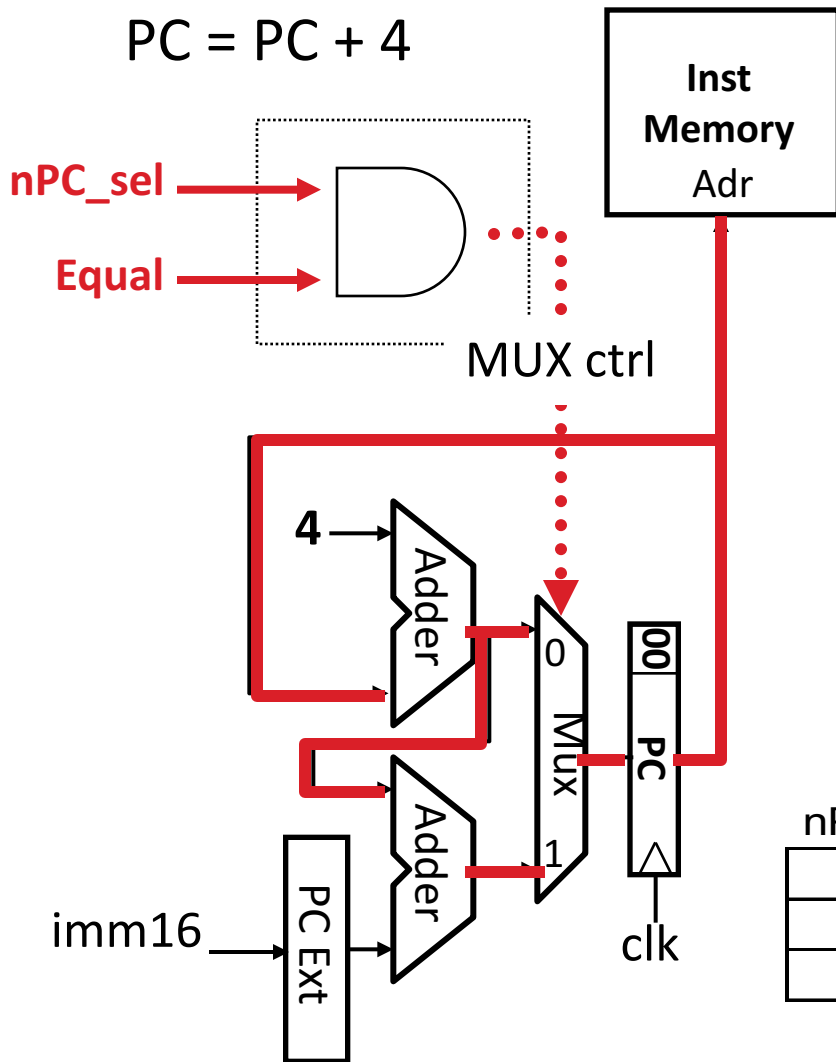 PC = PC + 4
Inst
Memory
Adr
nPC_sel
Equal
MUX ctrl
4
Adder
0
00
Mux
PC
Adder
1
nP
PC Ext
imm16
clk